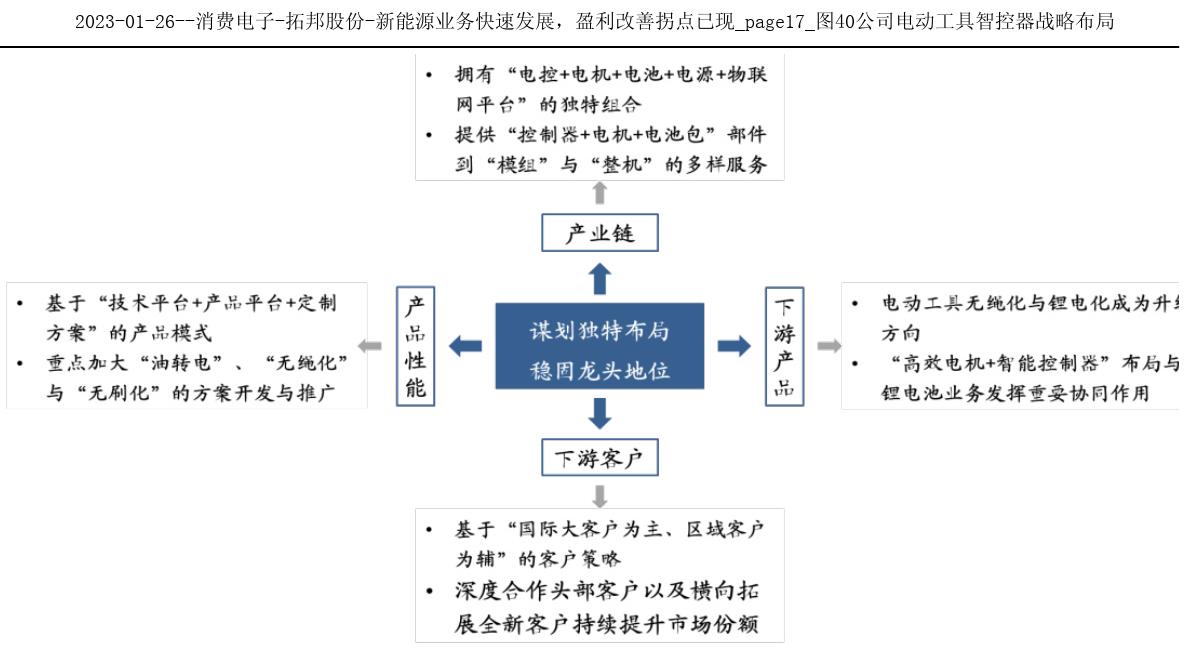 2023-01-26--消费电子-拓邦股份-新能源业务快速发展，盈利改善拐点已现_page17_图40公司电动工具智控器战略布局
• 拥有“电控+电机+电池+电源+物联
网平台”的独特组合
• 提供“控制器+电机+电池包”部件
到“模组”与“整机”的多样服务
产业链
• 基于“技术平台+产品平台+定制
方案”的产品模式
• 重点加大“油转电”、“无绳化”
与“无刷化”的方案开发与推广
产品性能
谋划独特布局
稳固龙头地位
下游产品
• 电动工具无绳化与锂电化成为升
方向
• “高效电机+智能控制器”布局与
锂电池业务发挥重要协同作用
下游客户
• 基于“国际大客户为主、区域客户
为辅”的客户策略
• 深度合作头部客户以及横向拓
展全新客户持续提升市场份额